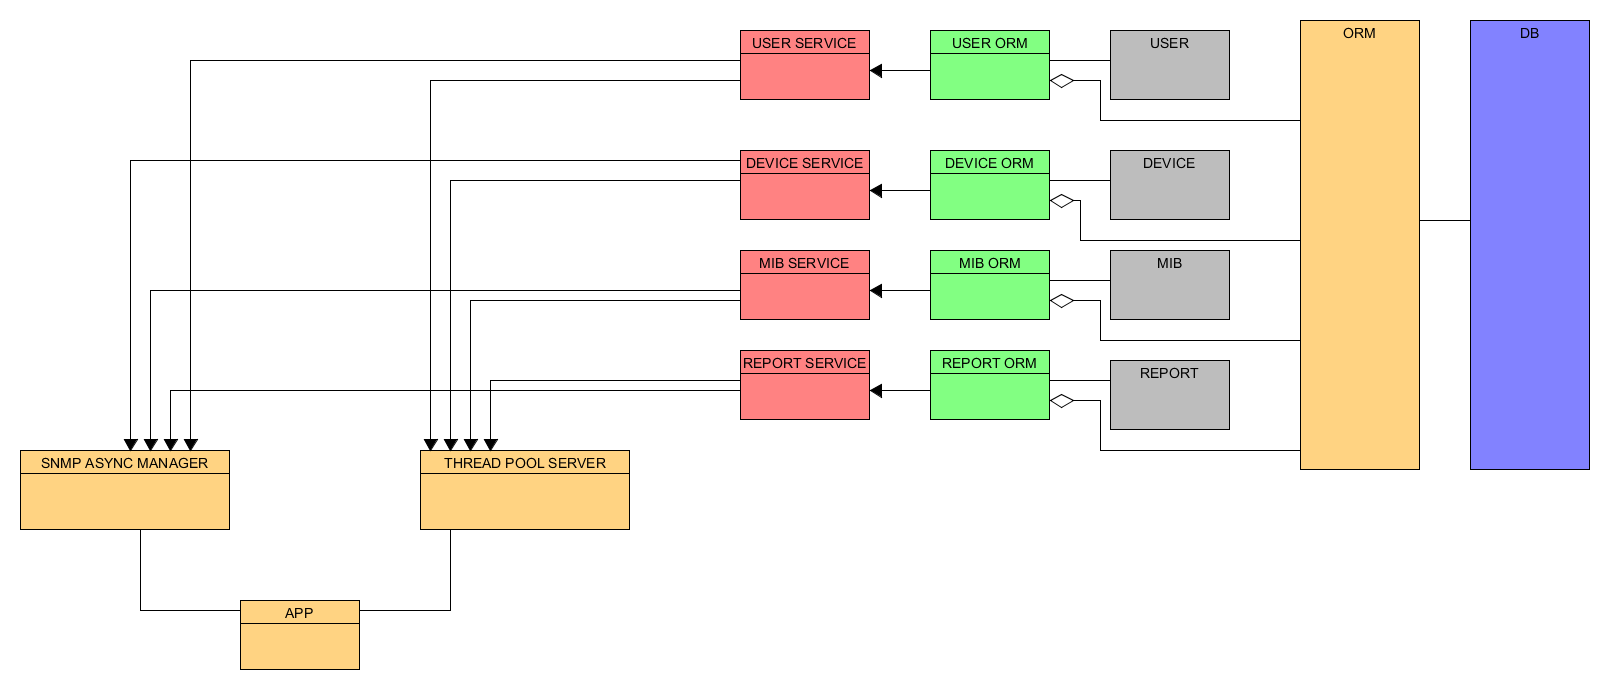 USER SERVICE
USER ORM
USER
ORM
DB
DEVICE SERVICE
DEVICE ORM
DEVICE
MIB SERVICE
MIB ORM
MIB
REPORT SERVICE
REPORT ORM
REPORT
SNMP ASYNC MANAGER
THREAD POOL SERVER
APP